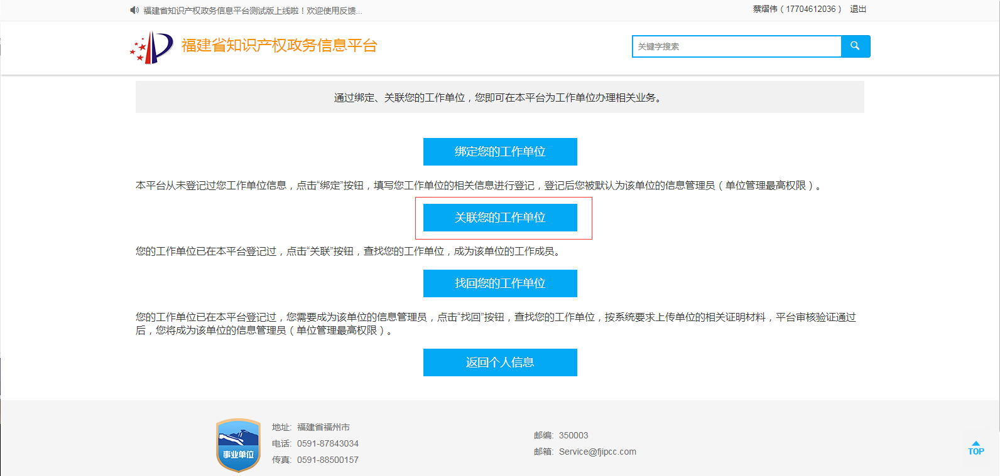 福建省知识产权政务信息平台测试版上线啦！欢迎使用反馈...
蔡熠伟（17704612036） 退出
福建省知识产权政务信息平台
关键字搜索
通过绑定、关联您的工作单位，您即可在本平台为工作单位办理相关业务。
绑定您的工作单位
本平台从未登记过您工作单位信息，点击“绑定”按钮，填写您工作单位的相关信息进行登记，登记后您被默认为该单位的信息管理员（单位管理最高权限）。
关联您的工作单位
您的工作单位已在本平台登记过，点击“关联”按钮，查找您的工作单位，成为该单位的工作成员。
找回您的工作单位
您的工作单位已在本平台登记过，您需要成为该单位的信息管理员，点击“找回”按钮，查找您的工作单位，按系统要求上传单位的相关证明材料，平台审核验证通过
后，您将成为该单位的信息管理员（单位管理最高权限）。
返回个人信息
事业单位
地址: 福建省福州市
电话: 0591-87843034
传真: 0591-88500157
邮编: 350003
邮箱: Service@fjipcc.com
TOP